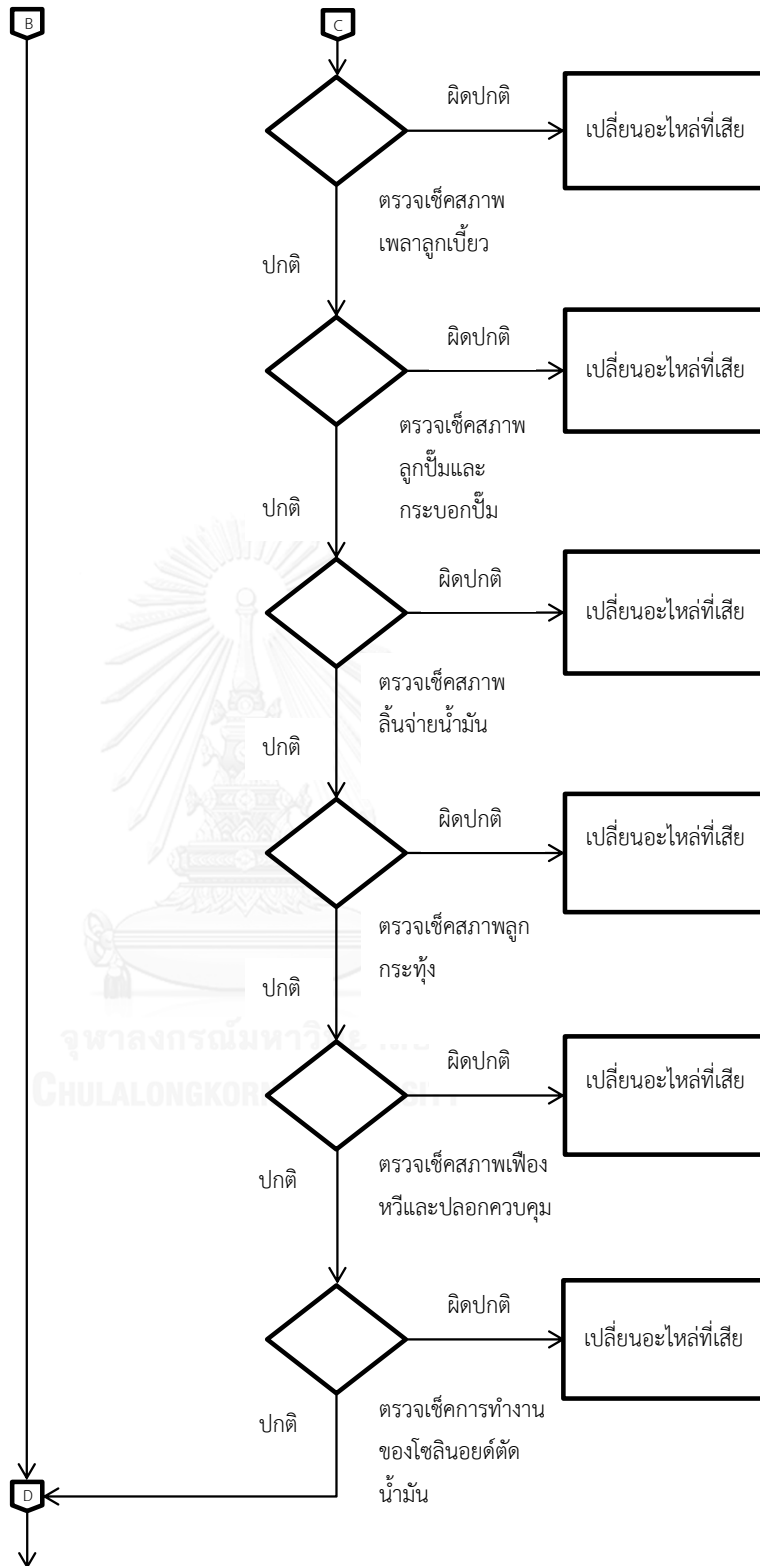 B
C
ผิดปกติ
เปลี่ยนอะไหล่ที่เสีย
ตรวจเช็คสภาพ
เพลาลูกเบี้ยว
ปกติ
ผิดปกติ
เปลี่ยนอะไหล่ที่เสีย
ตรวจเช็คสภาพ
ลูกปั๊มและ
กระบอกปั๊ม
ปกติ
ผิดปกติ
เปลี่ยนอะไหล่ที่เสีย
ตรวจเช็คสภาพ
ลิ้นจ่ายน้ำมัน
ปกติ
ผิดปกติ
เปลี่ยนอะไหล่ที่เสีย
ตรวจเช็คสภาพลูก
กระทุ้ง
ปกติ
จุฬาลงกรณ์
ผิดปกติ
เปลี่ยนอะไหล่ที่เสีย
ตรวจเช็คสภาพเฟือง
หวีและปลอกควบคุม
ปกติ
ผิดปกติ
เปลี่ยนอะไหล่ที่เสีย
ตรวจเช็คการทำงาน
ของโซลินอยด์ตัด
น้ำมัน
ปกติ
D